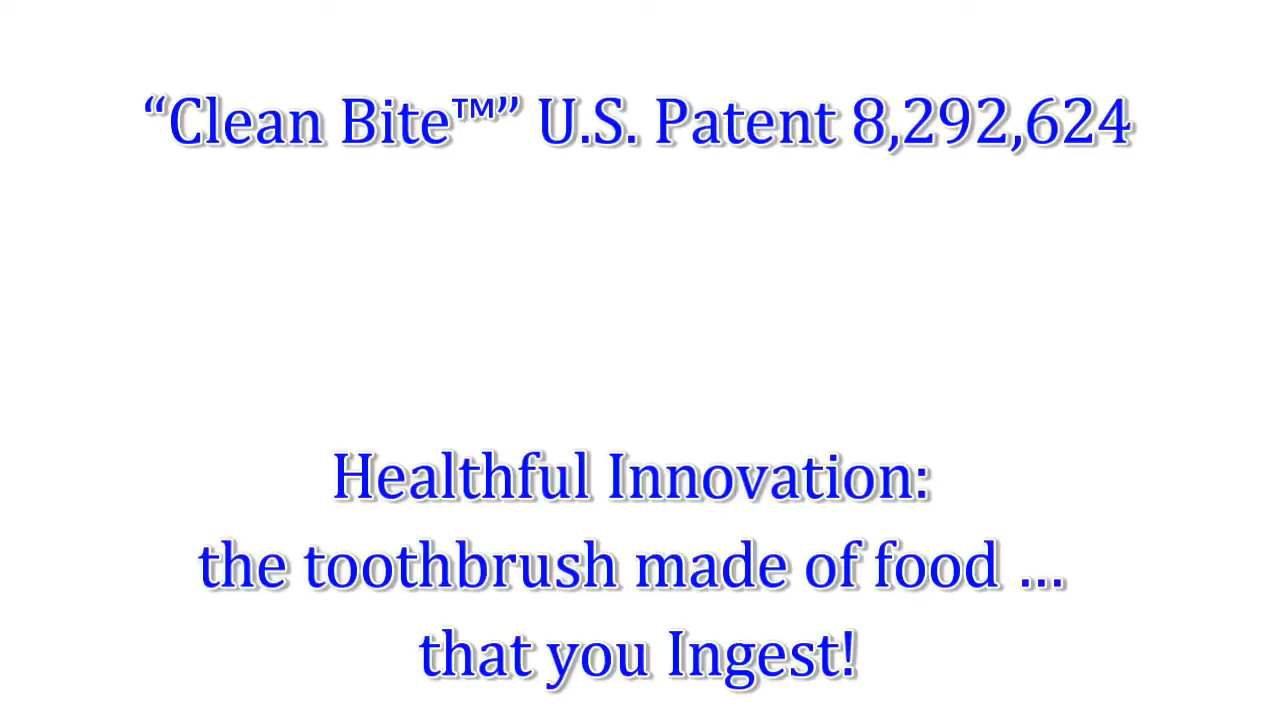 “Clean Bite™” U.S. Patent 8,292,624
Healthful Innovation:
the toothbrush made of food ...
that you Ingest!